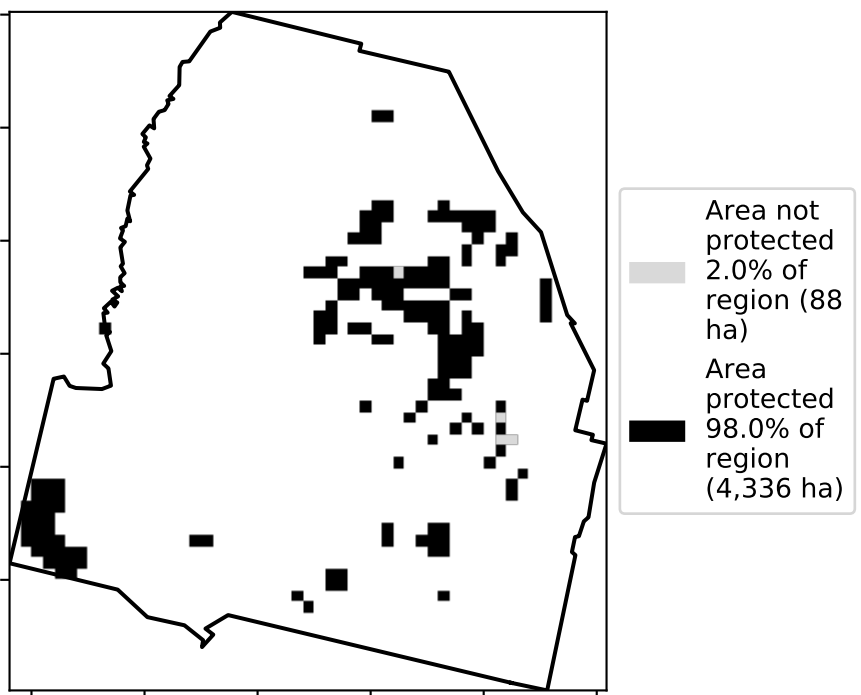 Area not
protected
2.0% of
region (88
ha)
Area
protected
98.0% of
region
(4,336 ha)